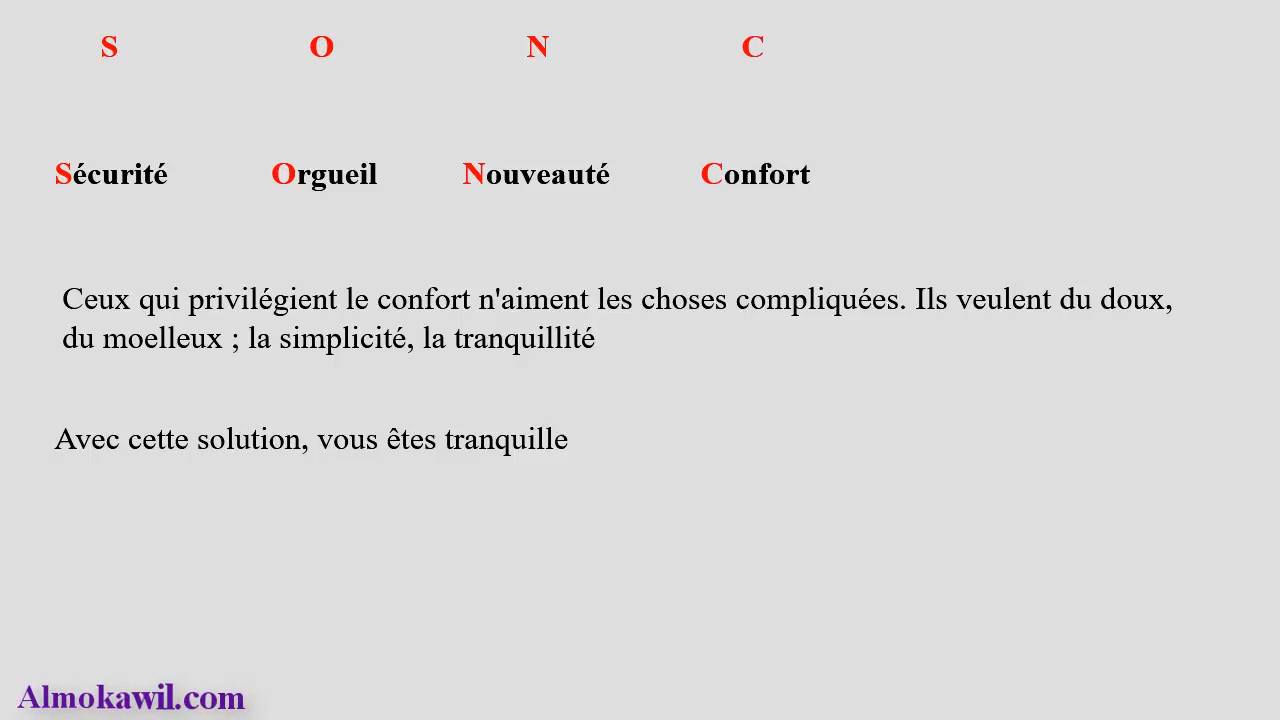 S O N C
Sécurité Orgueil Nouveauté Confort
Ceux qui privilégient le confort n'aiment les choses compliquées. Ils veulent du doux,
du moelleux ; la simplicité, la tranquillité
Avec cette solution, vous êtes tranquille
Almokawil.com